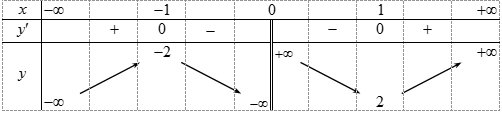 x −∞ −1 0 1 +∞
y′ + 0 − − 0 +
−2 +∞ +∞
y
−∞ −∞ 2